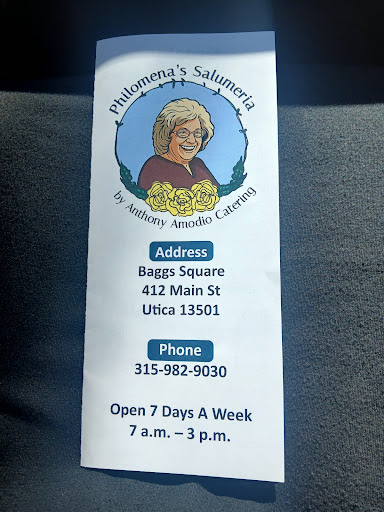 Philomena's Salumeria
by Anthony Amodio Catering
Address
Baggs Square
412 Main St
Utica 13501
Phone
315-982-9030
Open 7 Days A Week
7 a.m. – 3 p.m.